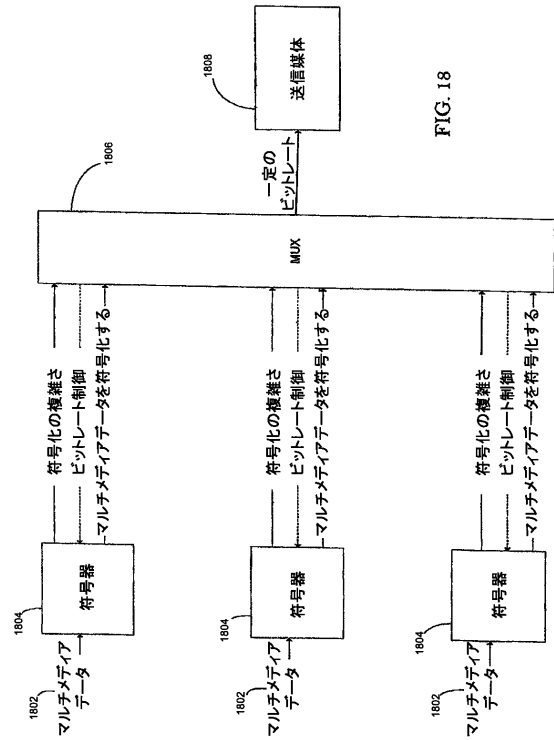 1802
マルチメディア
データ
1804
符号器
符号化の複雑さ
ビットレート制御
マルチメディアデータを符号化する
1802
マルチメディア
データ
1804
符号器
符号化の複雑さ
ビットレート制御
マルチメディアデータを符号化する
1802
マルチメディア
データ
1804
符号器
符号化の複雑さ
ビットレート制御
マルチメディアデータを符号化する
1806
MUX
一定の
ビットレート
1808
送信媒体
FIG. 18